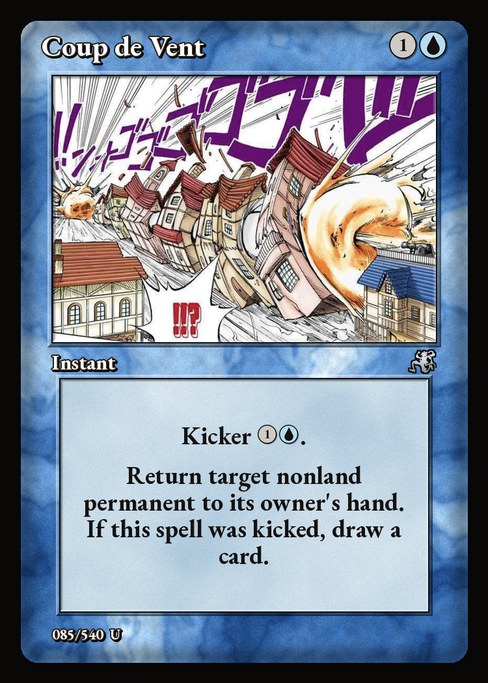 Coup de Vent 1
!!?
Instant
Kicker 1.
Return target nonland
permanent to its owner's hand.
If this spell was kicked, draw a
card.
085/540 U